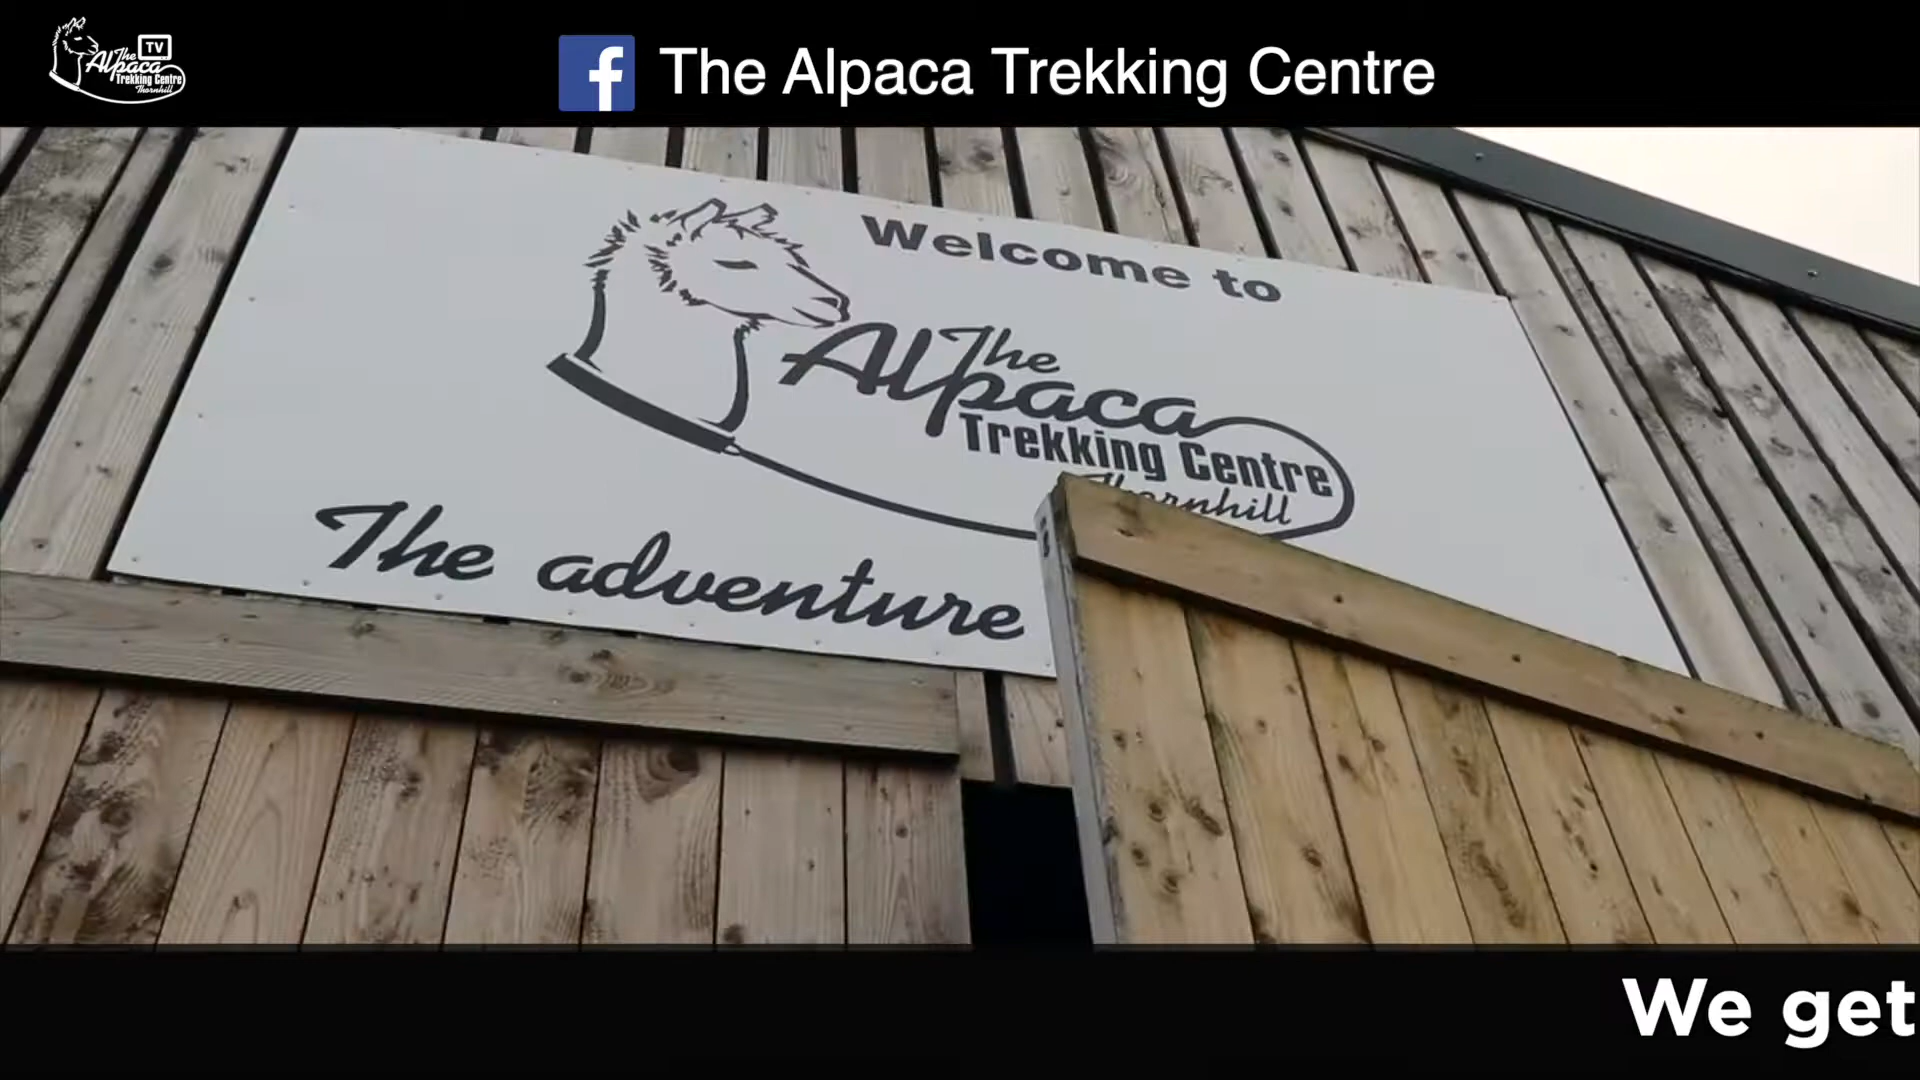 The
TV
Alpaca
Trekking Centre
Thornhill
The Alpaca Trekking Centre
Welcome to
The
Alpaca
Trekking Centre
Thornhill
The adventure
We get